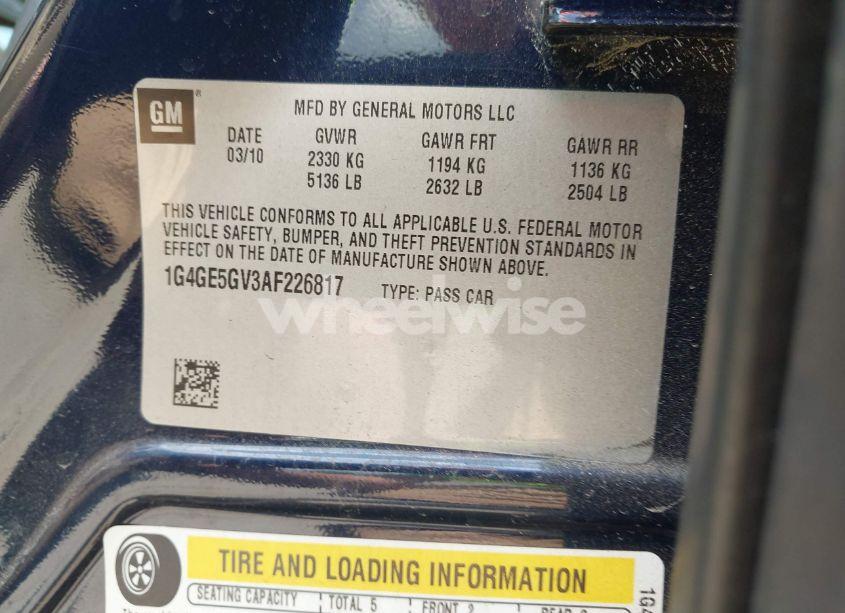 GM
MFD BY GENERAL MOTORS LLC
DATE GVWR GAWR FRT GAWR RR
03/10 2330 KG 1194 KG 1136 KG
5136 LB 2632 LB 2504 LB
THIS VEHICLE CONFORMS TO ALL APPLICABLE U.S. FEDERAL MOTOR
VEHICLE SAFETY, BUMPER, AND THEFT PREVENTION STANDARDS IN
EFFECT ON THE DATE OF MANUFACTURE SHOWN ABOVE.
1G4GE5GV3AF226817 TYPE: PASS CAR
wheelwise
TIRE AND LOADING INFORMATION
SEATING CAPACITY TOTAL 5 FRONT 2